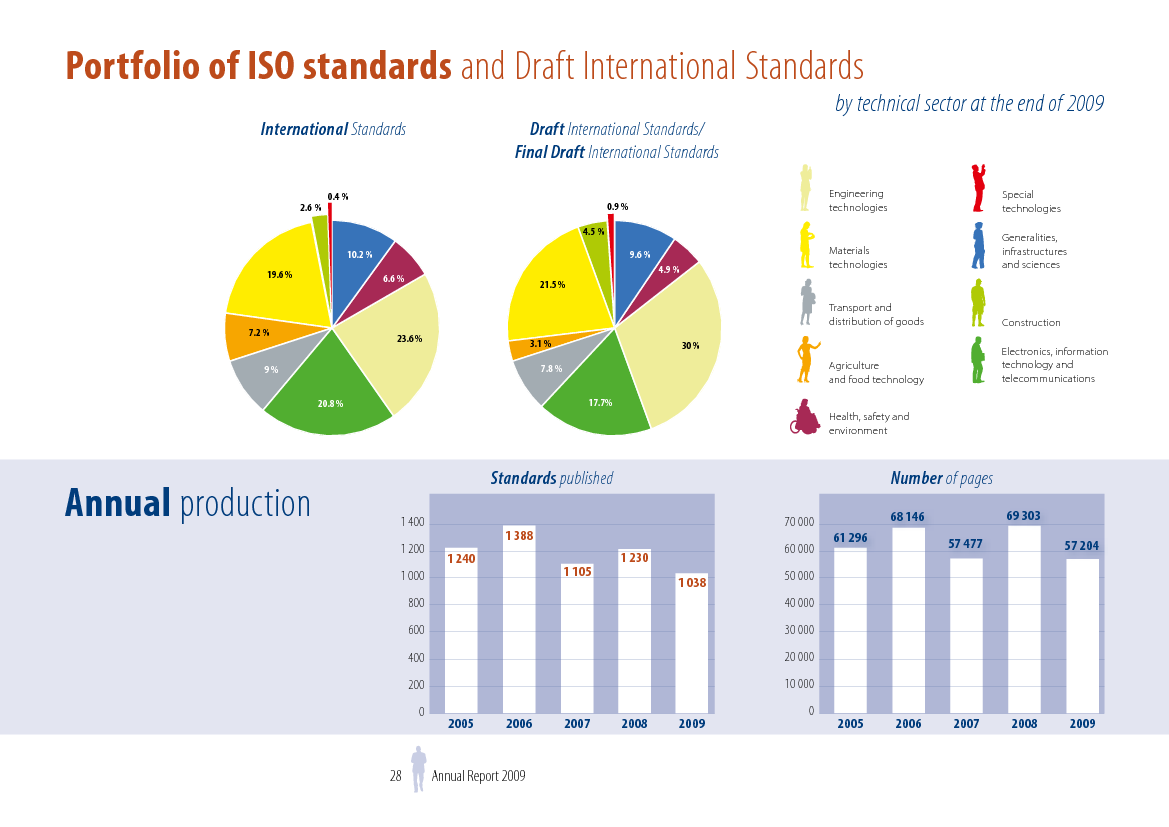 Portfolio of ISO standards and Draft International Standards
by technical sector at the end of 2009
International Standards
Draft International Standards/
Final Draft International Standards
0.4 %
2.6 %
10.2 %
6.6 %
19.6 %
7.2 %
23.6 %
9 %
20.8 %
0.9 %
4.5 %
9.6 %
4.9 %
21.5 %
3.1 %
30 %
7.8 %
17.7%
Engineering
technologies
Materials
technologies
Transport and
distribution of goods
Agriculture
and food technology
Health, safety and
environment
Special
technologies
Generalities,
infrastructures
and sciences
Construction
Electronics, information
technology and
telecommunications
Annual production
Standards published
1 400
1 200
1 000
800
600
400
200
0
1 240
1 388
1 105
1 230
1 038
2005
2006
2007
2008
2009
Number of pages
70 000
60 000
50 000
40 000
30 000
20 000
10 000
0
61 296
68 146
57 477
69 303
57 204
2005
2006
2007
2008
2009
28
Annual Report 2009